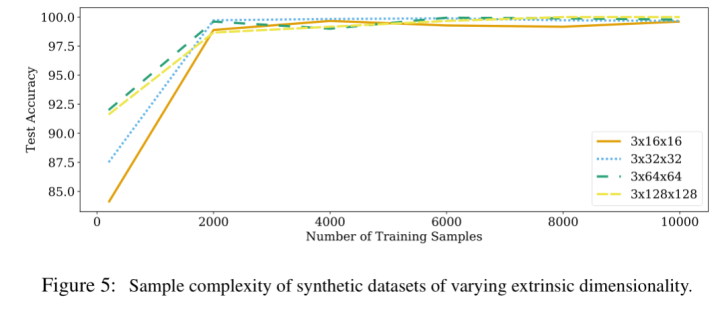 100.0
97.5
95.0
92.5
90.0
87.5
85.0
Test Accuracy
3x16x16
3x32x32
3x64x64
3x128x128
0 2000 4000 6000 8000 10000
Number of Training Samples
Figure 5: Sample complexity of synthetic datasets of varying extrinsic dimensionality.